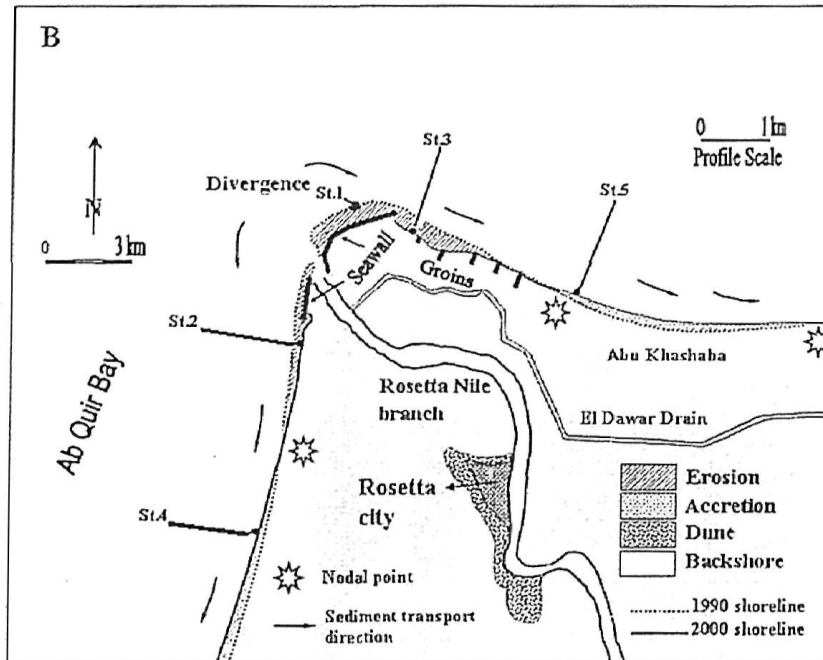 B
N
0 3 km
0 1km
Profile Scale
Divergence
St.1
St.3
St.5
Seawall
Groins
St.2
Ab Quir Bay
Abu Khashaba
Rosetta Nile
branch
El Dawar Drain
Rosetta
city
St.4
Nodal point
Sediment transport
direction
Erosion
Accretion
Dune
Backshore
1990 shoreline
2000 shoreline